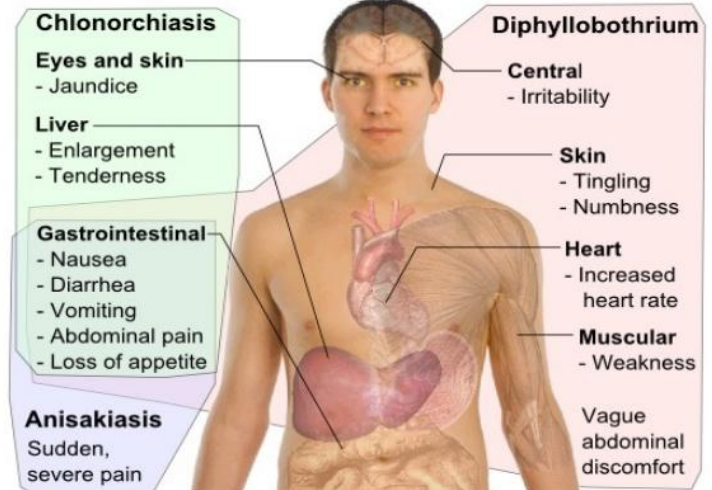 Chlonorchiasis
Eyes and skin
- Jaundice
Liver
- Enlargement
- Tenderness
Gastrointestinal
- Nausea
- Diarrhea
- Vomiting
- Abdominal pain
- Loss of appetite
Anisakiasis
Sudden,
severe pain
Diphyllobothrium
Central
- Irritability
Skin
- Tingling
- Numbness
Heart
- Increased
heart rate
Muscular
- Weakness
Vague
abdominal
discomfort